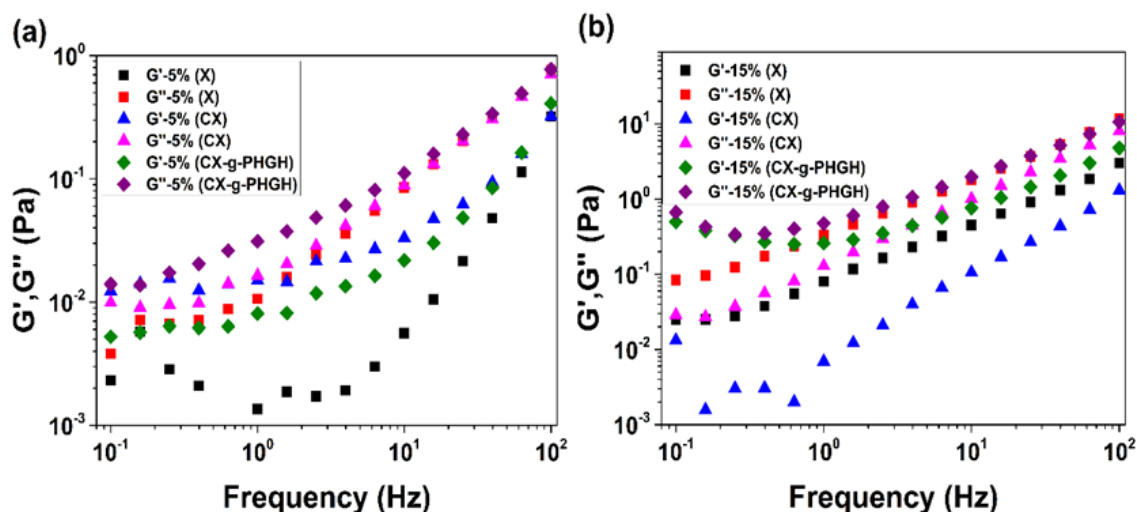 (a)
G',G'' (Pa)
10⁰
10⁻¹
10⁻²
10⁻³
G'-5% (X)
G''-5% (X)
G'-5% (CX)
G''-5% (CX)
G'-5% (CX-g-PHGH)
G''-5% (CX-g-PHGH)
10⁻¹ 10⁰ 10¹ 10²
Frequency (Hz)
(b)
G',G'' (Pa)
10¹
10⁰
10⁻¹
10⁻²
10⁻³
G'-15% (X)
G''-15% (X)
G'-15% (CX)
G''-15% (CX)
G'-15% (CX-g-PHGH)
G''-15% (CX-g-PHGH)
10⁻¹ 10⁰ 10¹ 10²
Frequency (Hz)